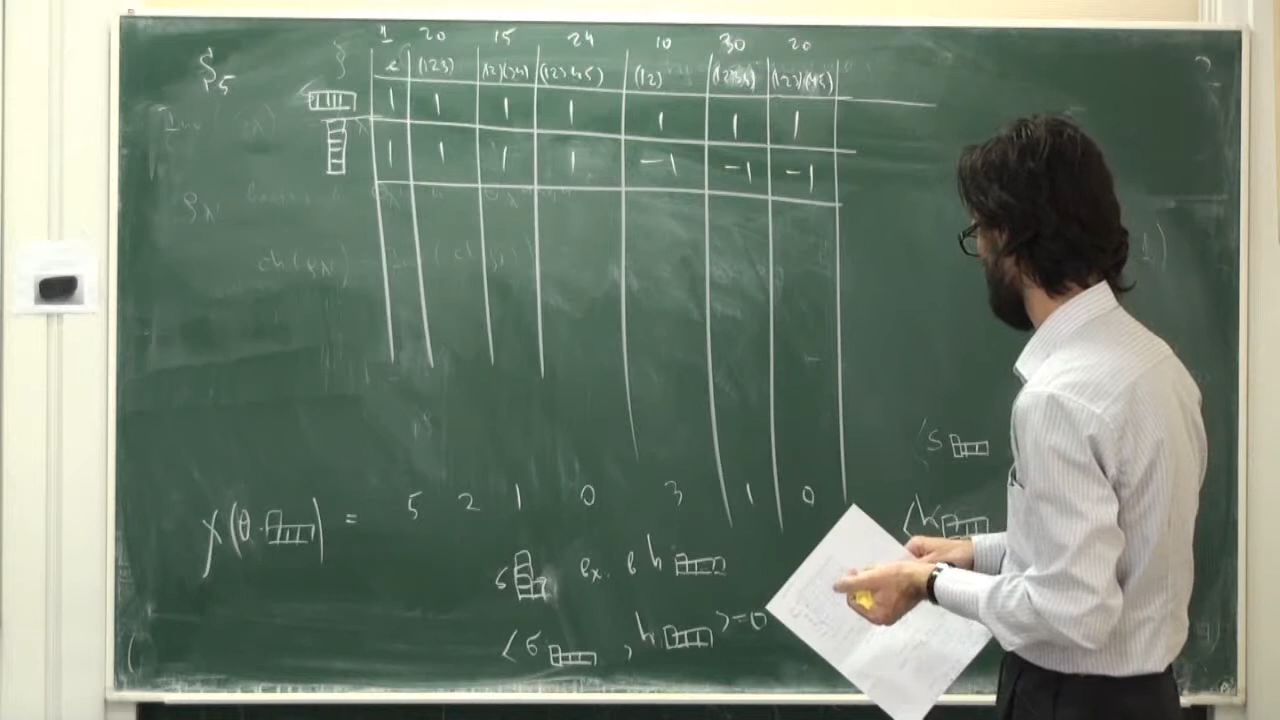 1 20 15 24 10 30 20
S₅ e (123) (12)(34) (12345) (12) (1234) (123)(45)
1 1 1 1 1 1 1
1 1 1 1 -1 -1 -1
χ(θ · ) = 5 2 1 0 3 1 0
s вх. в h
⟨s
⟨h
⟨s , h ⟩=0